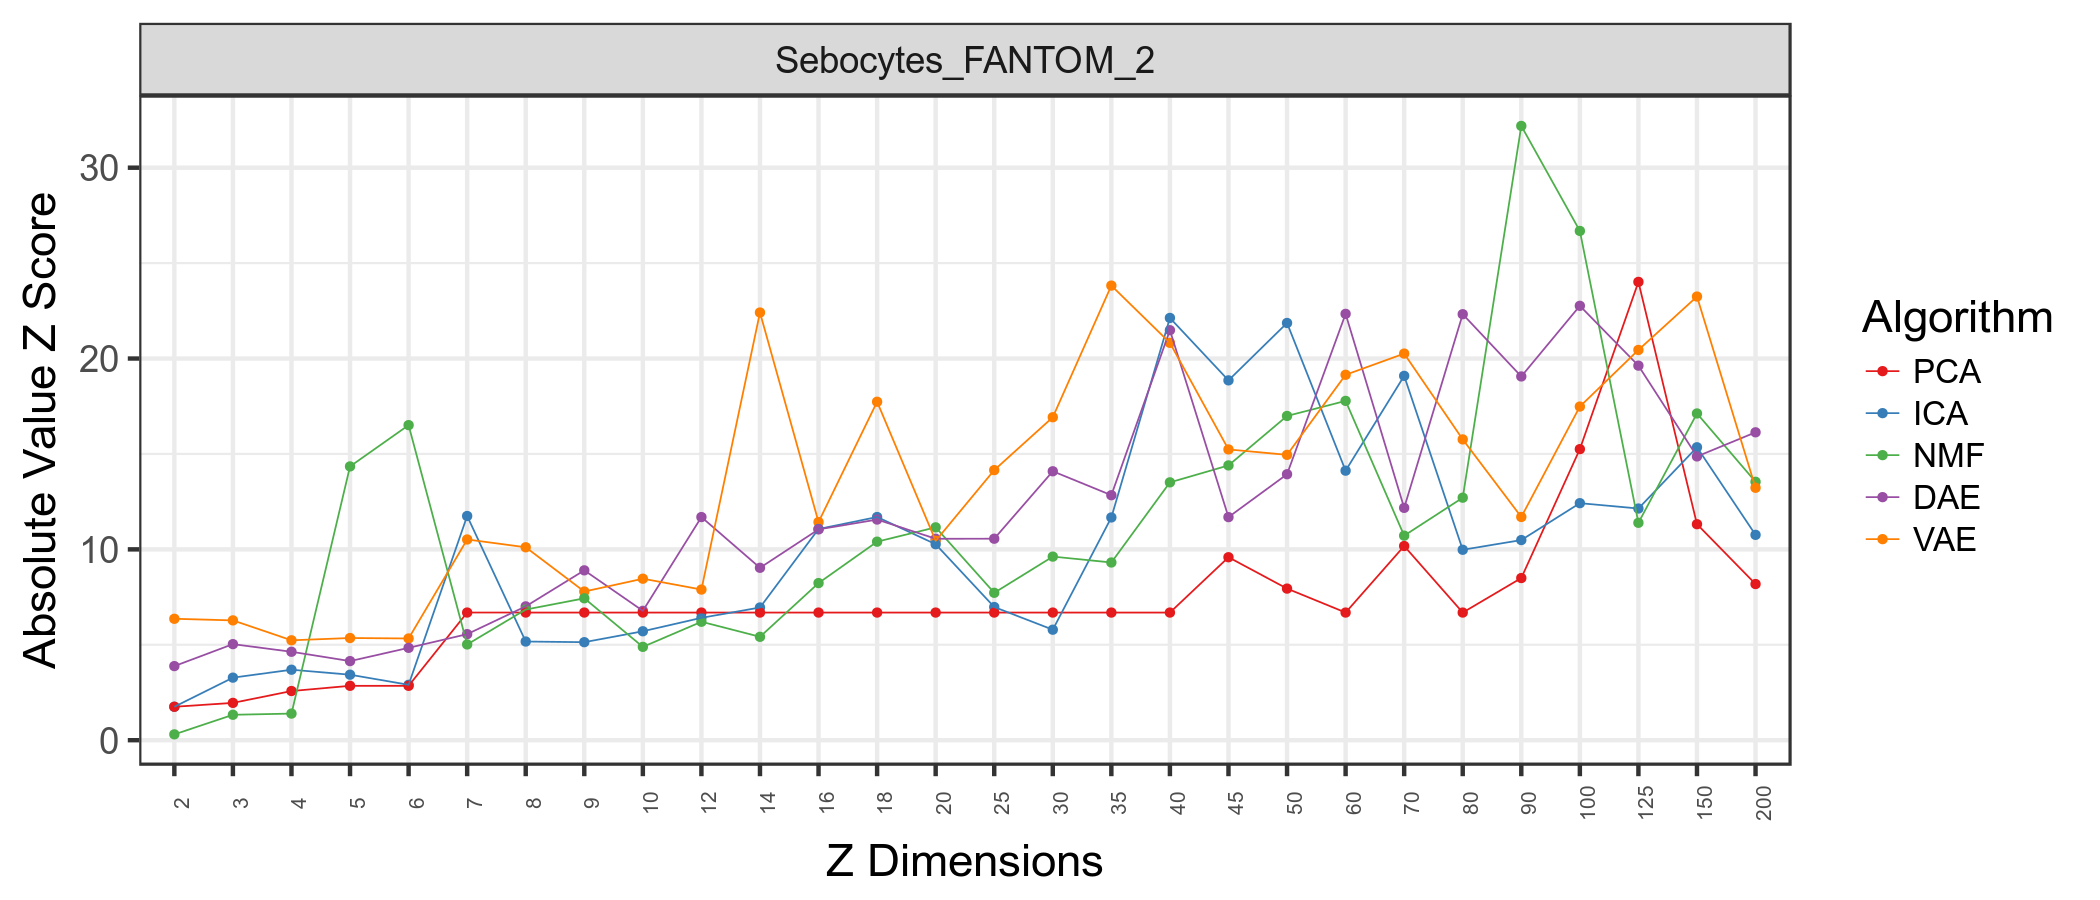 Sebocytes_FANTOM_2
Absolute Value Z Score
30
20
10
0
2 3 4 5 6 7 8 9 10 12 14 16 18 20 25 30 35 40 45 50 60 70 80 90 100 125 150 200
Z Dimensions
Algorithm
PCA
ICA
NMF
DAE
VAE